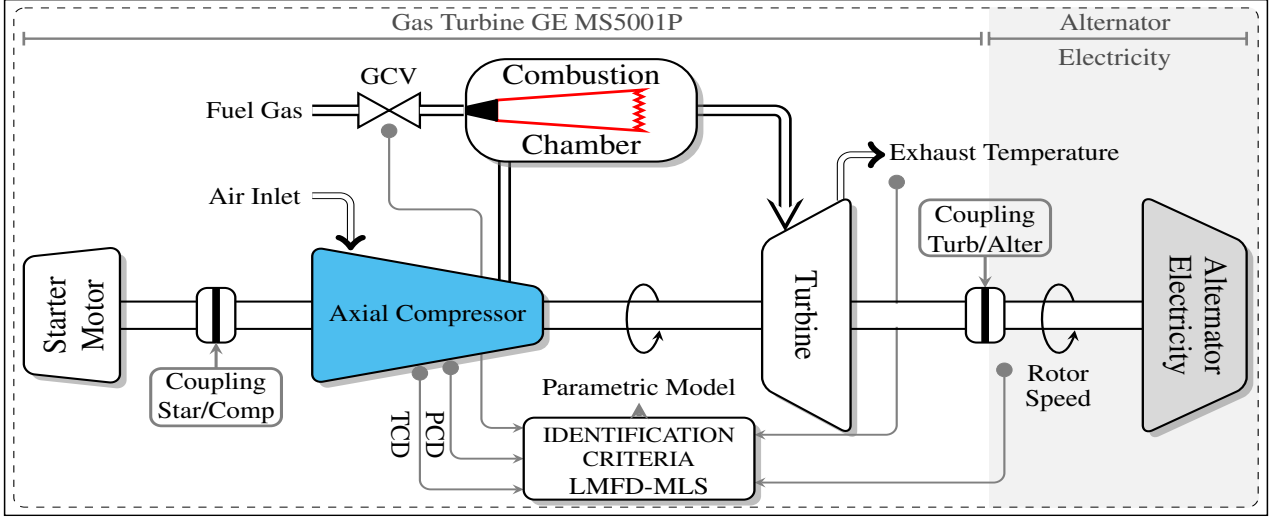 Gas Turbine GE MS5001P
Alternator
Electricity
GCV
Combustion
Chamber
Fuel Gas
Exhaust Temperature
Air Inlet
Coupling
Turb/Alter
Starter
Motor
Axial Compressor
Turbine
Alternator
Electricity
Coupling
Star/Comp
Parametric Model
Rotor
Speed
TCD
PCD
IDENTIFICATION
CRITERIA
LMFD-MLS